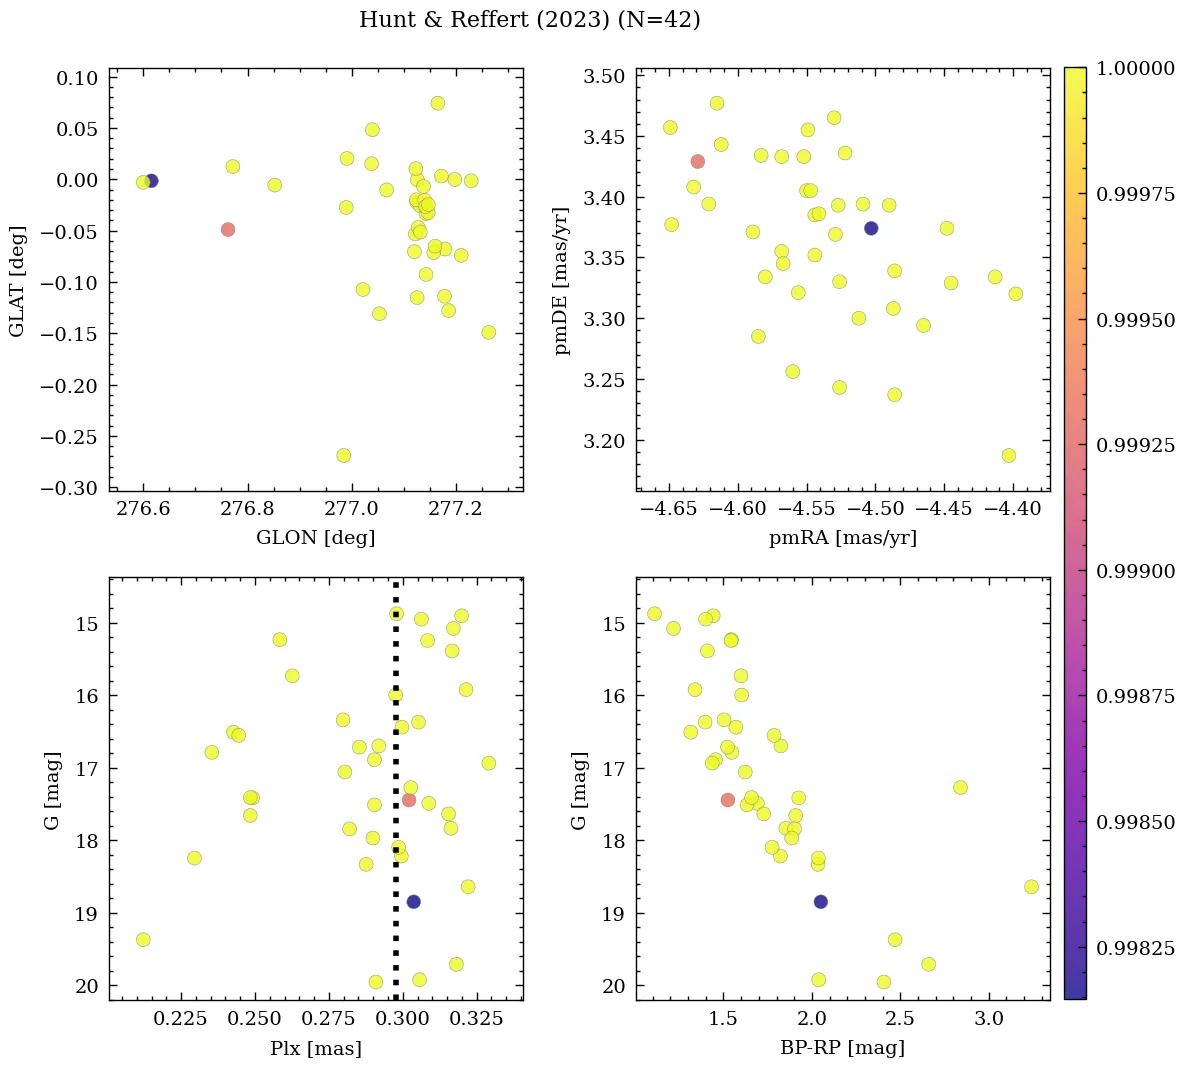 Hunt & Reffert (2023) (N=42)
0.10
0.05
0.00
−0.05
−0.10
−0.15
−0.20
−0.25
−0.30
GLAT [deg]
276.6 276.8 277.0 277.2
GLON [deg]
3.50
3.45
3.40
3.35
3.30
3.25
3.20
pmDE [mas/yr]
−4.65 −4.60 −4.55 −4.50 −4.45 −4.40
pmRA [mas/yr]
15
16
17
18
19
20
G [mag]
0.225 0.250 0.275 0.300 0.325
Plx [mas]
15
16
17
18
19
20
G [mag]
1.5 2.0 2.5 3.0
BP-RP [mag]
1.00000
0.99975
0.99950
0.99925
0.99900
0.99875
0.99850
0.99825